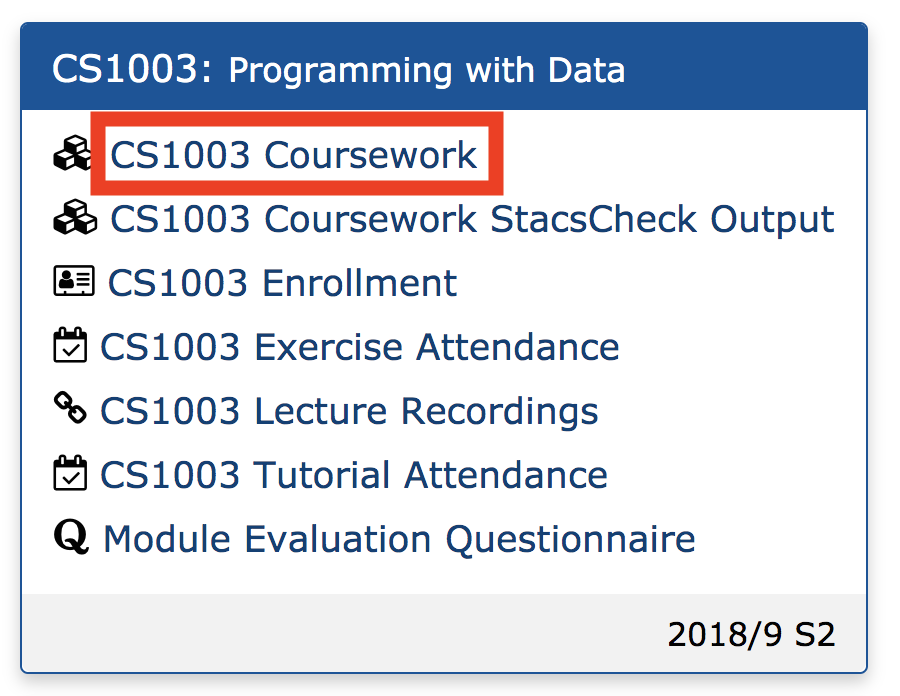 CS1003: Programming with Data
CS1003 Coursework
CS1003 Coursework StacsCheck Output
CS1003 Enrollment
CS1003 Exercise Attendance
CS1003 Lecture Recordings
CS1003 Tutorial Attendance
Q Module Evaluation Questionnaire
2018/9 S2